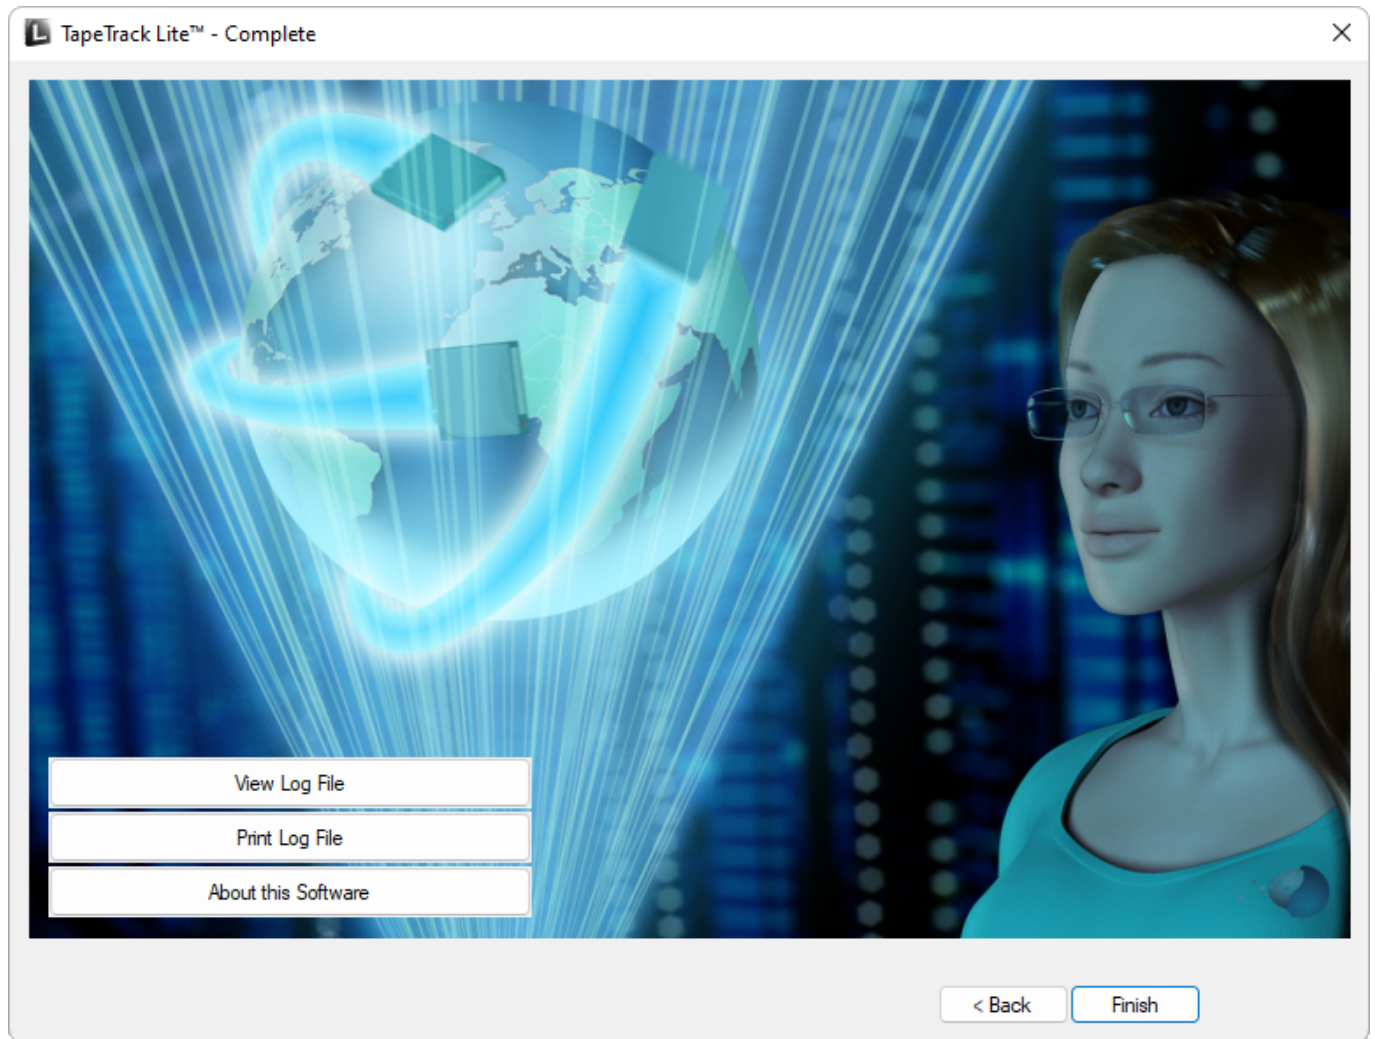 TapeTrack Lite™ - Complete
View Log File
Print Log File
About this Software
< Back
Finish